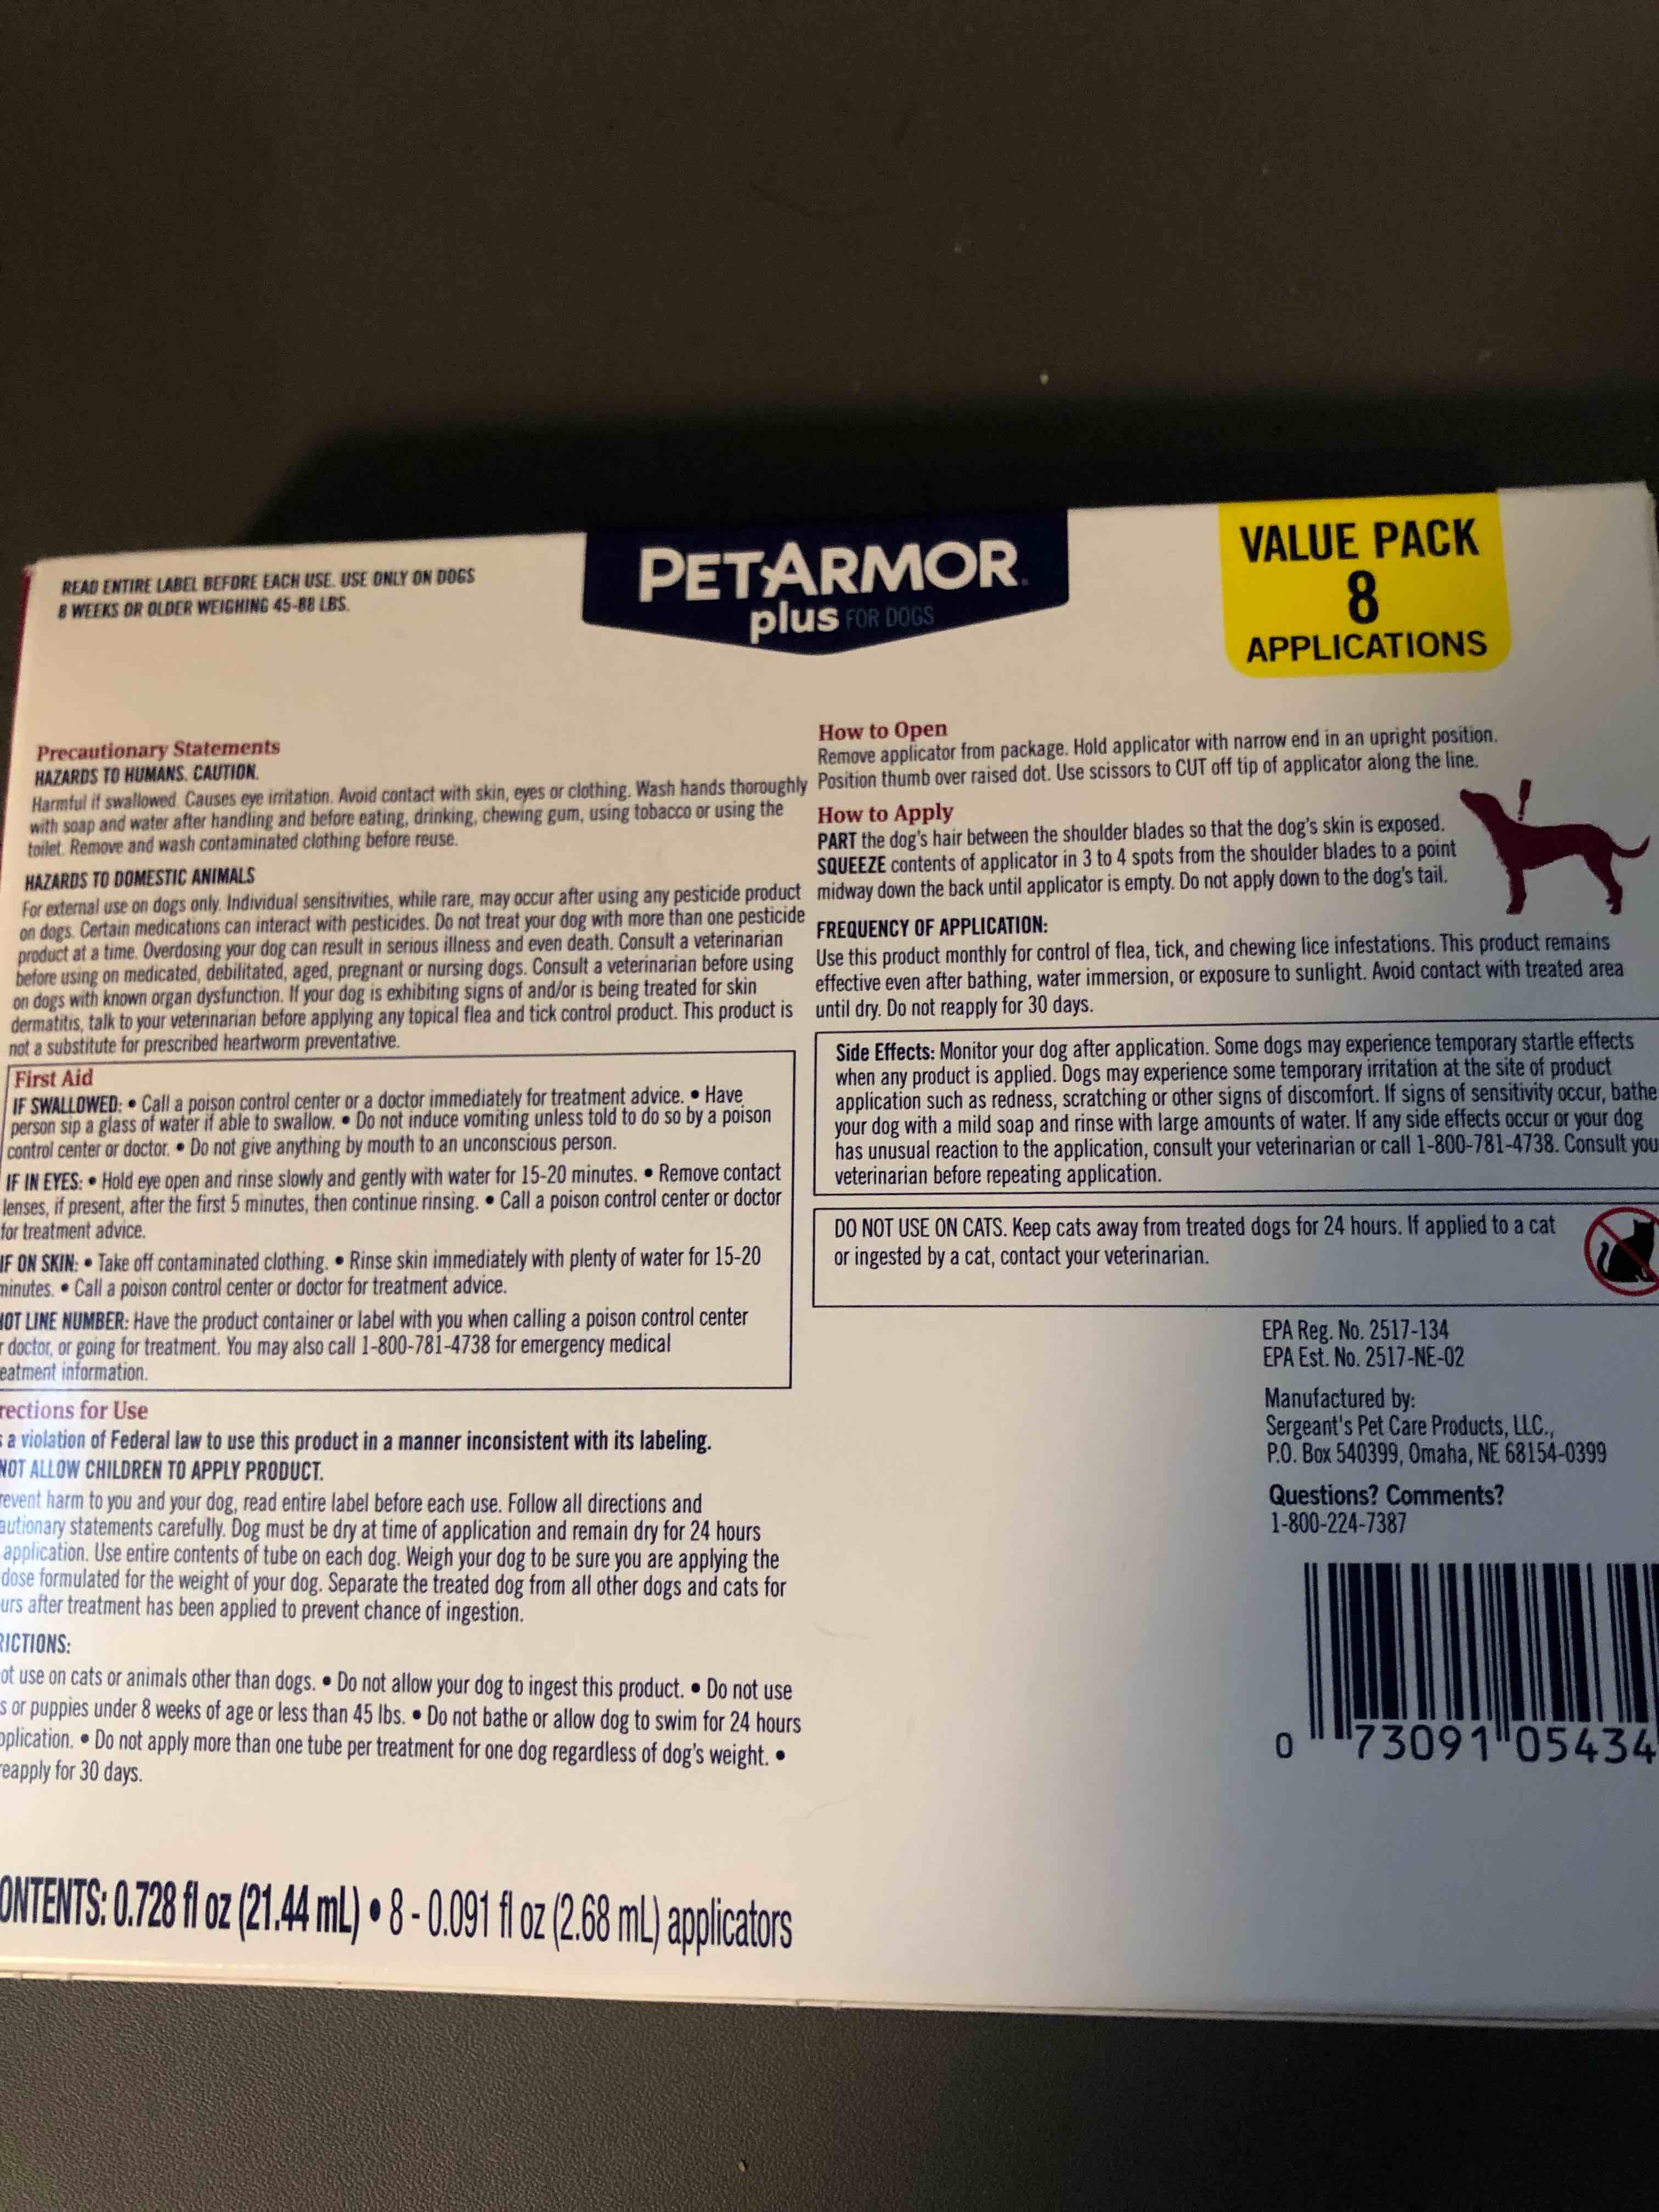 READ ENTIRE LABEL BEFORE EACH USE. USE ONLY ON DOGS
8 WEEKS OR OLDER WEIGHING 45-88 LBS.
PETARMOR
plus FOR DOGS
VALUE PACK
8
APPLICATIONS
Precautionary Statements
HAZARDS TO HUMANS. CAUTION.
Harmful if swallowed. Causes eye irritation. Avoid contact with skin, eyes or clothing. Wash hands thoroughly
with soap and water after handling and before eating, drinking, chewing gum, using tobacco or using the
toilet. Remove and wash contaminated clothing before reuse.
HAZARDS TO DOMESTIC ANIMALS
For external use on dogs only. Individual sensitivities, while rare, may occur after using any pesticide product
on dogs. Certain medications can interact with pesticides. Do not treat your dog with more than one pesticide
product at a time. Overdosing your dog can result in serious illness and even death. Consult a veterinarian
before using on medicated, debilitated, aged, pregnant or nursing dogs. Consult a veterinarian before using
on dogs with known organ dysfunction. If your dog is exhibiting signs of and/or is being treated for skin
dermatitis, talk to your veterinarian before applying any topical flea and tick control product. This product is
not a substitute for prescribed heartworm preventative.
First Aid
IF SWALLOWED: • Call a poison control center or a doctor immediately for treatment advice. • Have
person sip a glass of water if able to swallow. • Do not induce vomiting unless told to do so by a poison
control center or doctor. • Do not give anything by mouth to an unconscious person.
IF IN EYES: • Hold eye open and rinse slowly and gently with water for 15-20 minutes. • Remove contact
lenses, if present, after the first 5 minutes, then continue rinsing. • Call a poison control center or doctor
for treatment advice.
IF ON SKIN: • Take off contaminated clothing. • Rinse skin immediately with plenty of water for 15-20
minutes. • Call a poison control center or doctor for treatment advice.
HOT LINE NUMBER: Have the product container or label with you when calling a poison control center
r doctor, or going for treatment. You may also call 1-800-781-4738 for emergency medical
eatment information.
rections for Use
s a violation of Federal law to use this product in a manner inconsistent with its labeling.
NOT ALLOW CHILDREN TO APPLY PRODUCT.
revent harm to you and your dog, read entire label before each use. Follow all directions and
autionary statements carefully. Dog must be dry at time of application and remain dry for 24 hours
application. Use entire contents of tube on each dog. Weigh your dog to be sure you are applying the
dose formulated for the weight of your dog. Separate the treated dog from all other dogs and cats for
urs after treatment has been applied to prevent chance of ingestion.
RICTIONS:
ot use on cats or animals other than dogs. • Do not allow your dog to ingest this product. • Do not use
s or puppies under 8 weeks of age or less than 45 lbs. • Do not bathe or allow dog to swim for 24 hours
pplication. • Do not apply more than one tube per treatment for one dog regardless of dog's weight. •
reapply for 30 days.
ONTENTS: 0.728 fl oz (21.44 mL) • 8 - 0.091 fl oz (2.68 mL) applicators
How to Open
Remove applicator from package. Hold applicator with narrow end in an upright position.
Position thumb over raised dot. Use scissors to CUT off tip of applicator along the line.
How to Apply
PART the dog's hair between the shoulder blades so that the dog's skin is exposed.
SQUEEZE contents of applicator in 3 to 4 spots from the shoulder blades to a point
midway down the back until applicator is empty. Do not apply down to the dog's tail.
FREQUENCY OF APPLICATION:
Use this product monthly for control of flea, tick, and chewing lice infestations. This product remains
effective even after bathing, water immersion, or exposure to sunlight. Avoid contact with treated area
until dry. Do not reapply for 30 days.
Side Effects: Monitor your dog after application. Some dogs may experience temporary startle effects
when any product is applied. Dogs may experience some temporary irritation at the site of product
application such as redness, scratching or other signs of discomfort. If signs of sensitivity occur, bathe
your dog with a mild soap and rinse with large amounts of water. If any side effects occur or your dog
has unusual reaction to the application, consult your veterinarian or call 1-800-781-4738. Consult you
veterinarian before repeating application.
DO NOT USE ON CATS. Keep cats away from treated dogs for 24 hours. If applied to a cat
or ingested by a cat, contact your veterinarian.
EPA Reg. No. 2517-134
EPA Est. No. 2517-NE-02
Manufactured by:
Sergeant's Pet Care Products, LLC.,
P.O. Box 540399, Omaha, NE 68154-0399
Questions? Comments?
1-800-224-7387
0 73091 05434